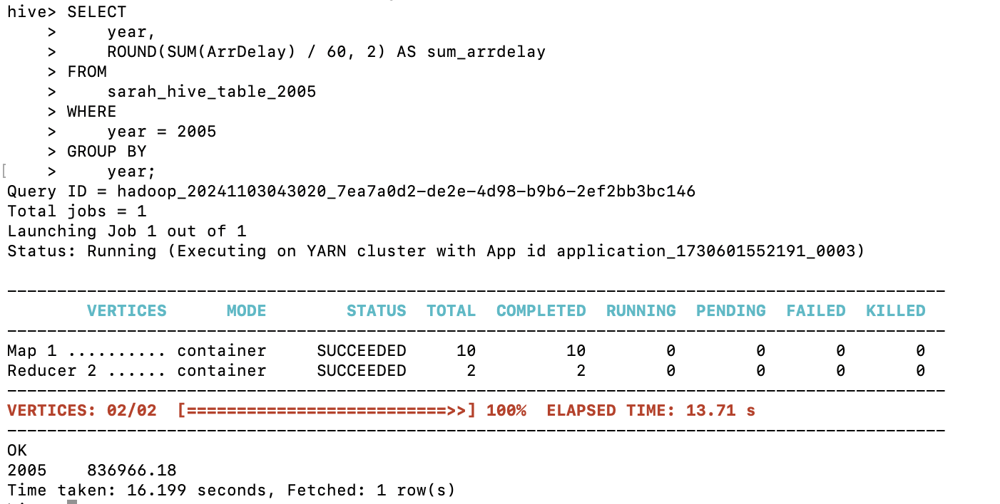 hive> SELECT
    >     year,
    >     ROUND(SUM(ArrDelay) / 60, 2) AS sum_arrdelay
    > FROM
    >     sarah_hive_table_2005
    > WHERE
    >     year = 2005
    > GROUP BY
[    >     year;
Query ID = hadoop_20241103043020_7ea7a0d2-de2e-4d98-b9b6-2ef2bb3bc146
Total jobs = 1
Launching Job 1 out of 1
Status: Running (Executing on YARN cluster with App id application_1730601552191_0003)
----------------------------------------------------------------------------------------------
        VERTICES      MODE        STATUS  TOTAL  COMPLETED  RUNNING  PENDING  FAILED  KILLED
----------------------------------------------------------------------------------------------
Map 1 .......... container     SUCCEEDED     10         10        0        0       0       0
Reducer 2 ...... container     SUCCEEDED      2          2        0        0       0       0
----------------------------------------------------------------------------------------------
VERTICES: 02/02  [==========================>>] 100%  ELAPSED TIME: 13.71 s
----------------------------------------------------------------------------------------------
OK
2005    836966.18
Time taken: 16.199 seconds, Fetched: 1 row(s)